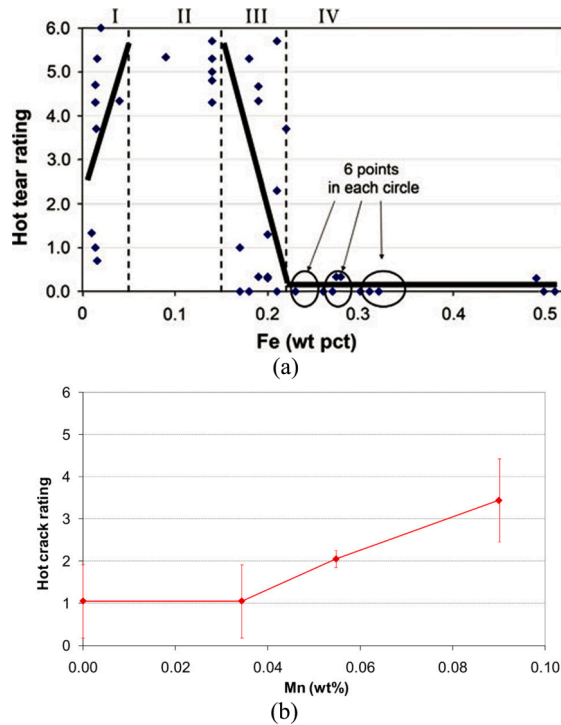 I II III IV
6.0
5.0
4.0
3.0
2.0
1.0
0.0
Hot tear rating
6 points
in each circle
0 0.1 0.2 0.3 0.4 0.5
Fe (wt pct)
(a)
6
5
4
3
2
1
0
Hot crack rating
0.00 0.02 0.04 0.06 0.08 0.10
Mn (wt%)
(b)